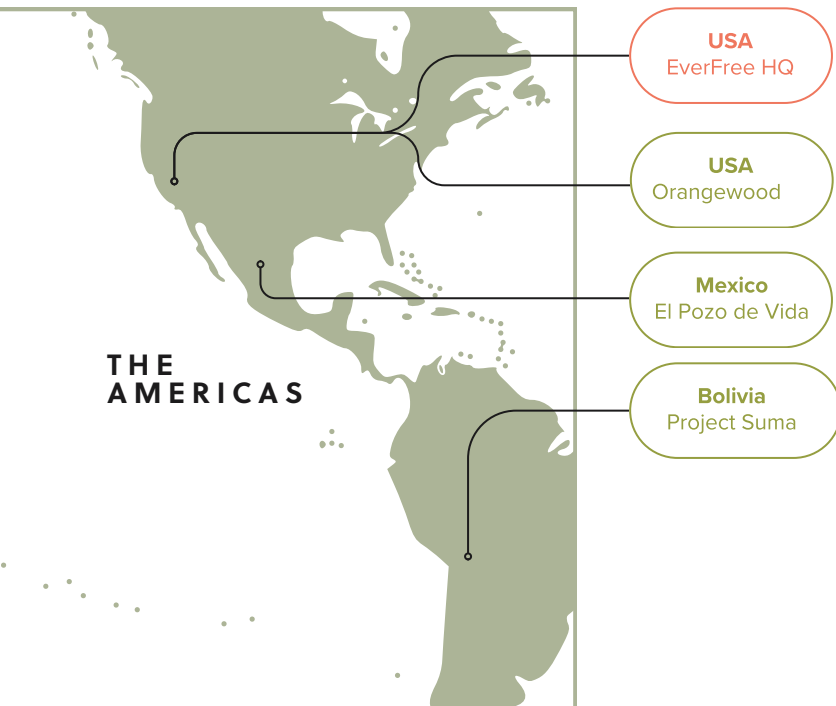 USA
EverFree HQ
USA
Orangewood
Mexico
El Pozo de Vida
THE
AMERICAS
Bolivia
Project Suma